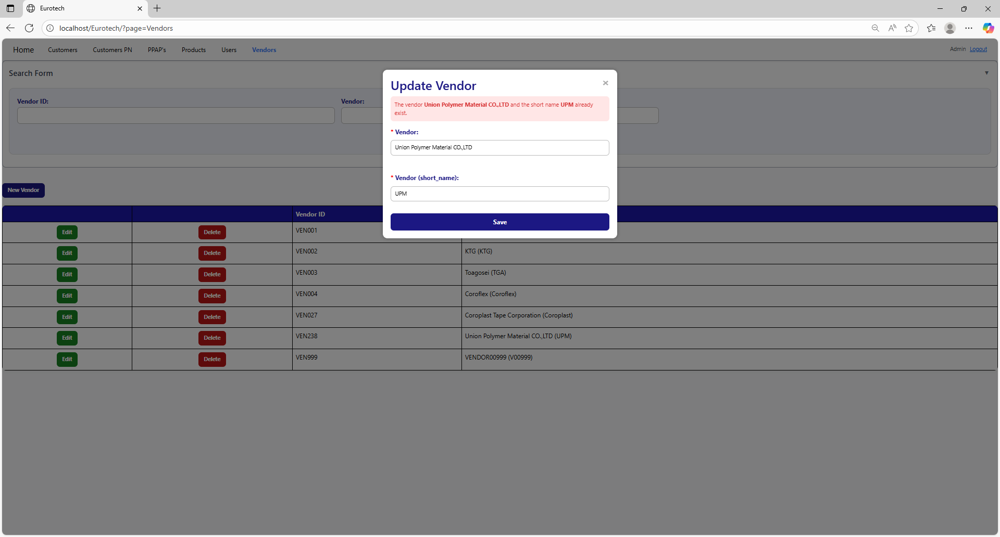 Eurotech
localhost/Eurotech/?page=Vendors
Home Customers Customers PN PPAP's Products Users Vendors Admin Logout
Search Form
Vendor ID:
Vendor:
Update Vendor
The vendor Union Polymer Material CO.,LTD and the short name UPM already
exist.
* Vendor:
Union Polymer Material CO.,LTD
* Vendor (short_name):
UPM
Save
New Vendor
Vendor ID
Edit Delete VEN001
Edit Delete VEN002 KTG (KTG)
Edit Delete VEN003 Toagosei (TGA)
Edit Delete VEN004 Coroflex (Coroflex)
Edit Delete VEN027 Coroplast Tape Corporation (Coroplast)
Edit Delete VEN238 Union Polymer Material CO.,LTD (UPM)
Edit Delete VEN999 VENDOR00999 (V00999)